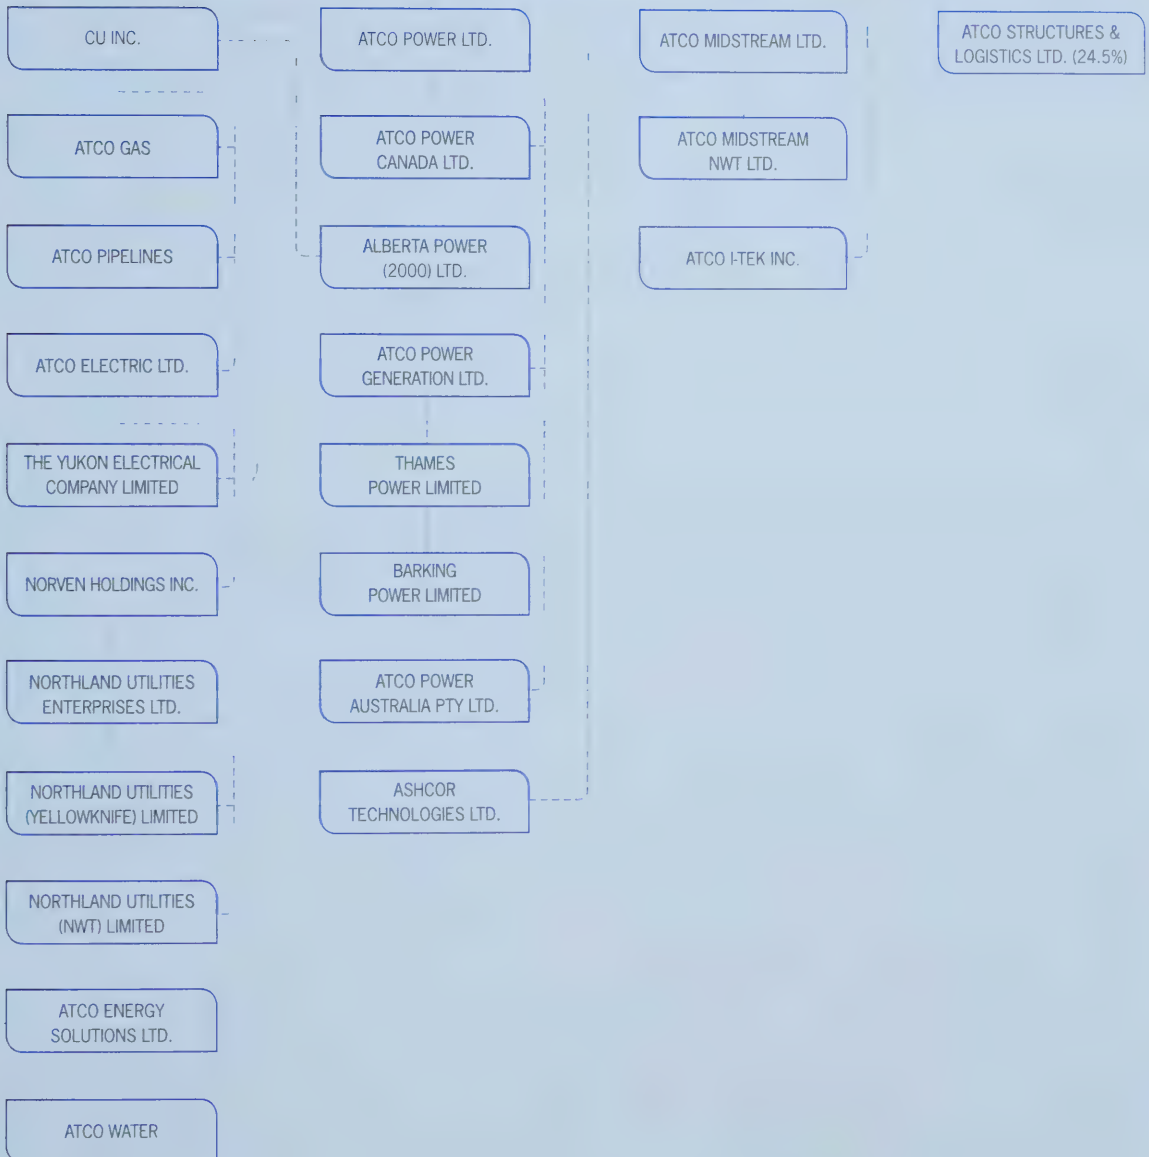 CU INC.
ATCO GAS
ATCO PIPELINES
ATCO ELECTRIC LTD.
THE YUKON ELECTRICAL
COMPANY LIMITED
NORVEN HOLDINGS INC.
NORTHLAND UTILITIES
ENTERPRISES LTD.
NORTHLAND UTILITIES
(YELLOWKNIFE) LIMITED
NORTHLAND UTILITIES
(NWT) LIMITED
ATCO ENERGY
SOLUTIONS LTD.
ATCO WATER
ATCO POWER LTD.
ATCO POWER
CANADA LTD.
ALBERTA POWER
(2000) LTD.
ATCO POWER
GENERATION LTD.
THAMES
POWER LIMITED
BARKING
POWER LIMITED
ATCO POWER
AUSTRALIA PTY LTD.
ASHCOR
TECHNOLOGIES LTD.
ATCO MIDSTREAM LTD.
ATCO MIDSTREAM
NWT LTD.
ATCO I-TEK INC.
ATCO STRUCTURES &
LOGISTICS LTD. (24.5%)